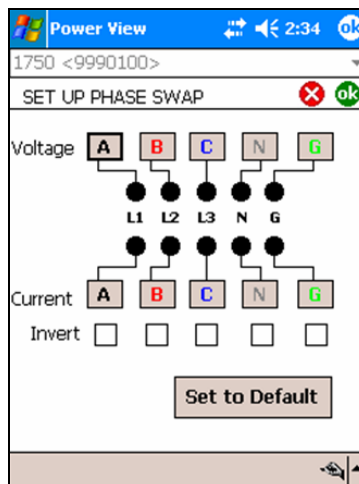 Power View 2:34 ok
1750 <9990100>
SET UP PHASE SWAP ok
Voltage A B C N G
L1 L2 L3 N G
Current A B C N G
Invert
Set to Default